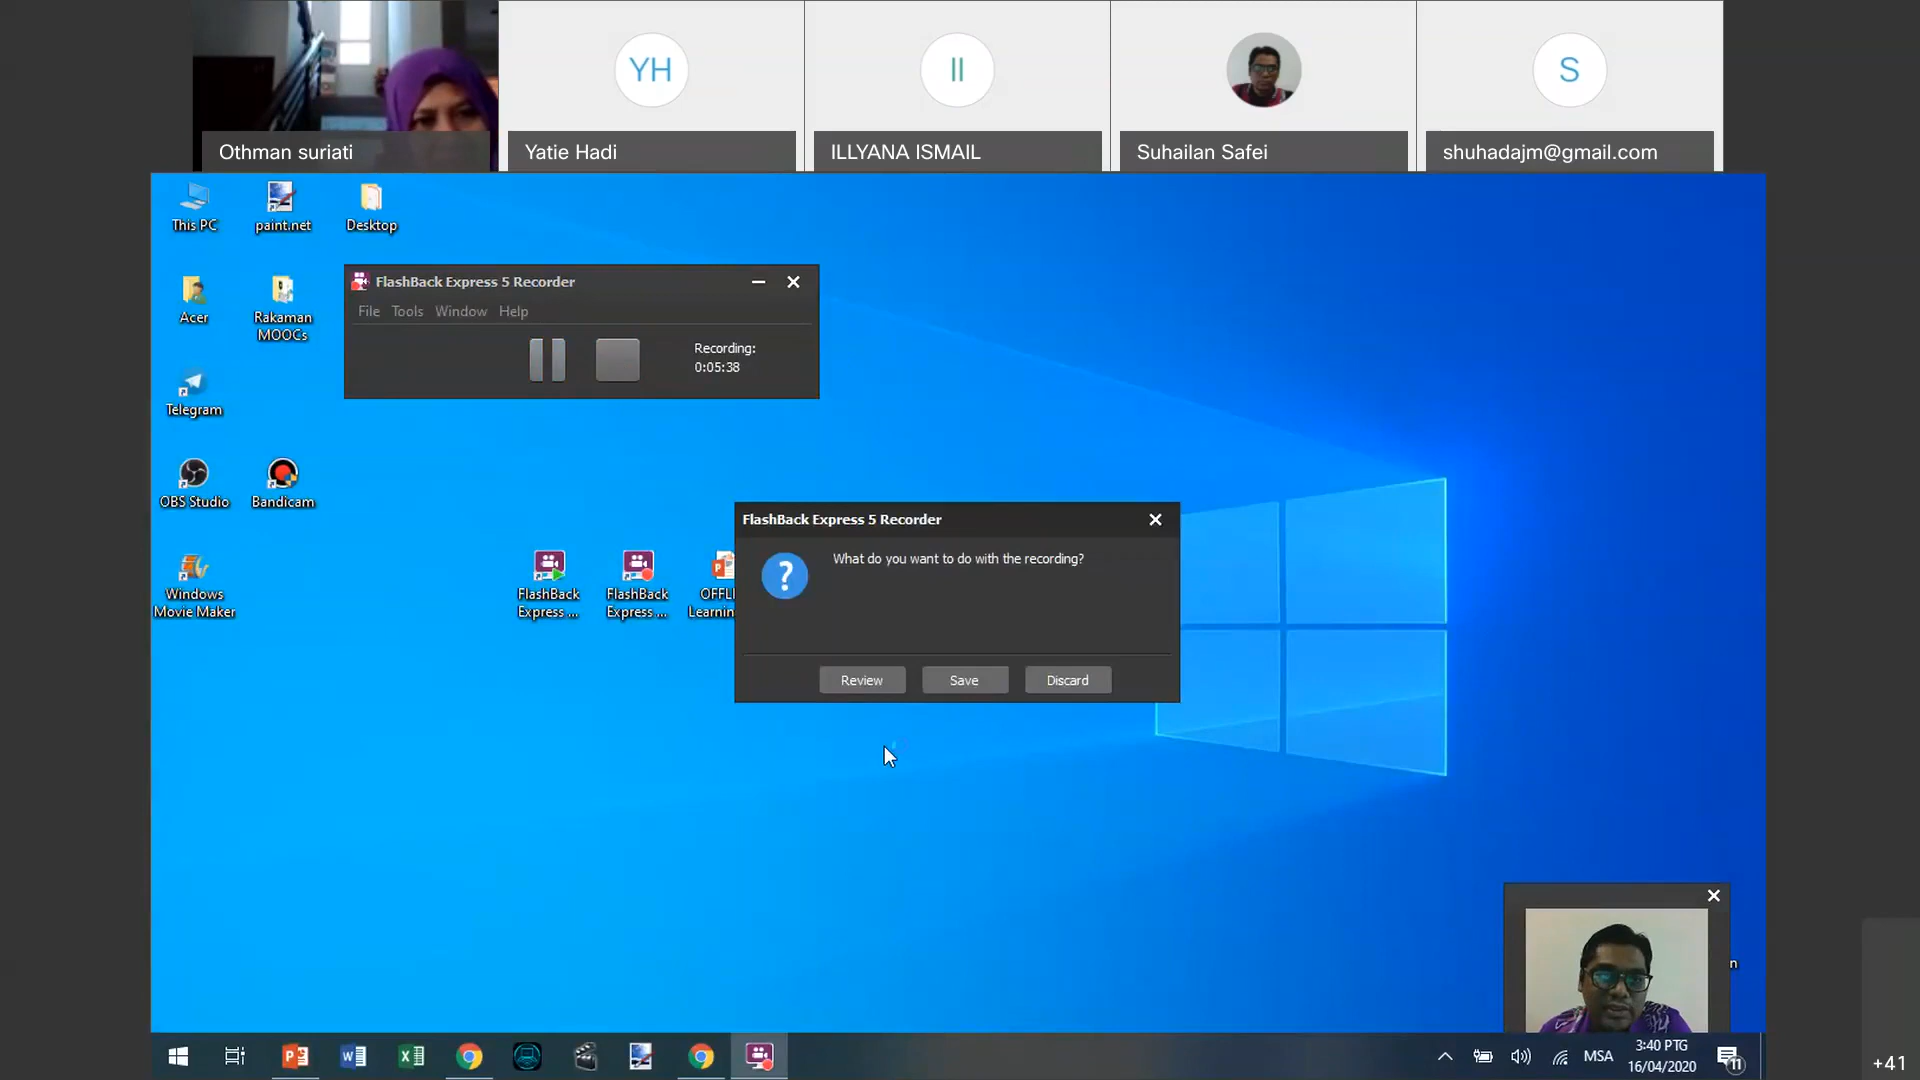 YH
II
S
Othman suriati
Yatie Hadi
ILLYANA ISMAIL
Suhailan Safei
shuhadajm@gmail.com
This PC
paint.net
Desktop
FlashBack Express 5 Recorder
File Tools Window Help
Recording:
0:05:38
Acer
Rakaman
MOOCs
Telegram
OBS Studio
Bandicam
FlashBack Express 5 Recorder
What do you want to do with the recording?
Review
Save
Discard
Windows
Movie Maker
FlashBack
Express ...
FlashBack
Express ...
OFFLI
Learning
n
MSA
3:40 PTG
16/04/2020
11
+41